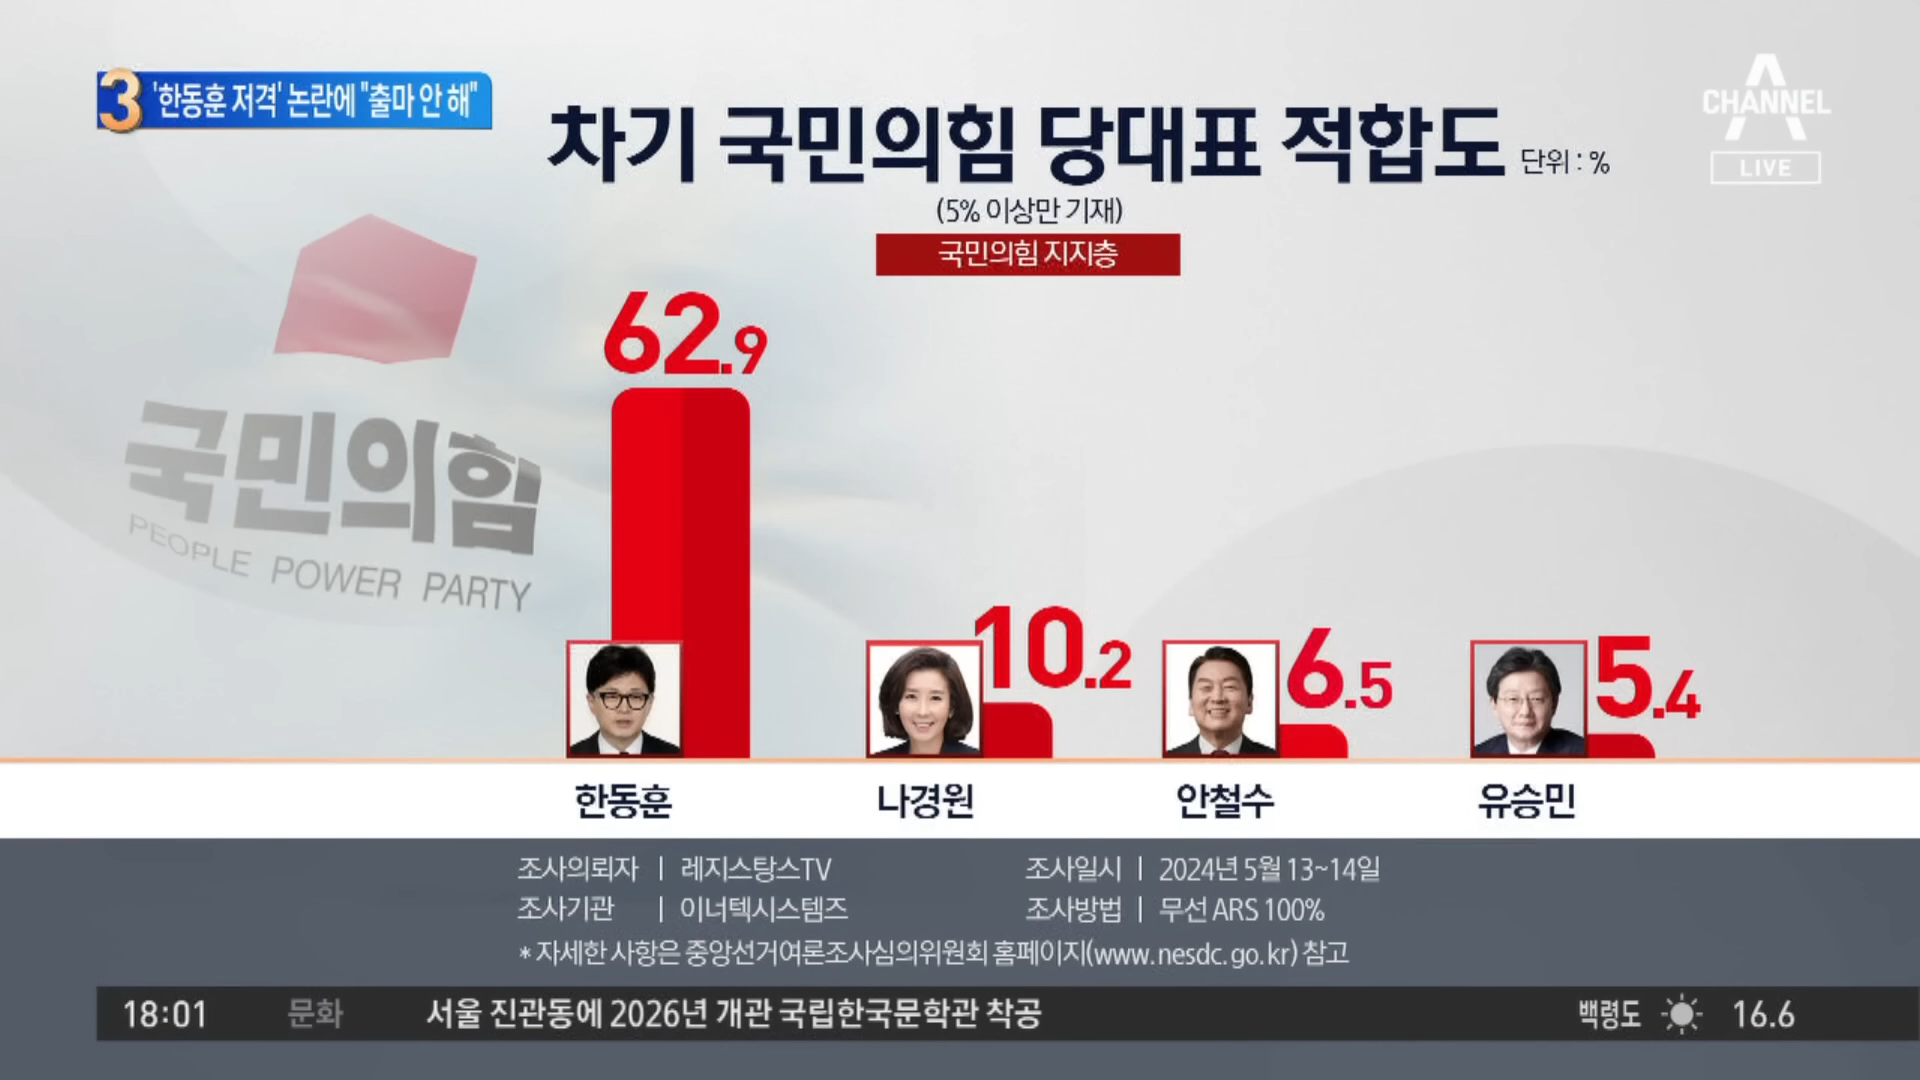 3 '한동훈 저격' 논란에 "출마 안 해"
CHANNEL A
LIVE
차기 국민의힘 당대표 적합도 단위 : %
(5% 이상만 기재)
국민의힘 지지층
국민의힘
PEOPLE POWER PARTY
62.9
10.2
6.5
5.4
한동훈
나경원
안철수
유승민
조사의뢰자 | 레지스탕스TV
조사일시 | 2024년 5월 13~14일
조사기관 | 이너텍시스템즈
조사방법 | 무선 ARS 100%
* 자세한 사항은 중앙선거여론조사심의위원회 홈페이지(www.nesdc.go.kr) 참고
18:01 문화 서울 진관동에 2026년 개관 국립한국문학관 착공 백령도 16.6